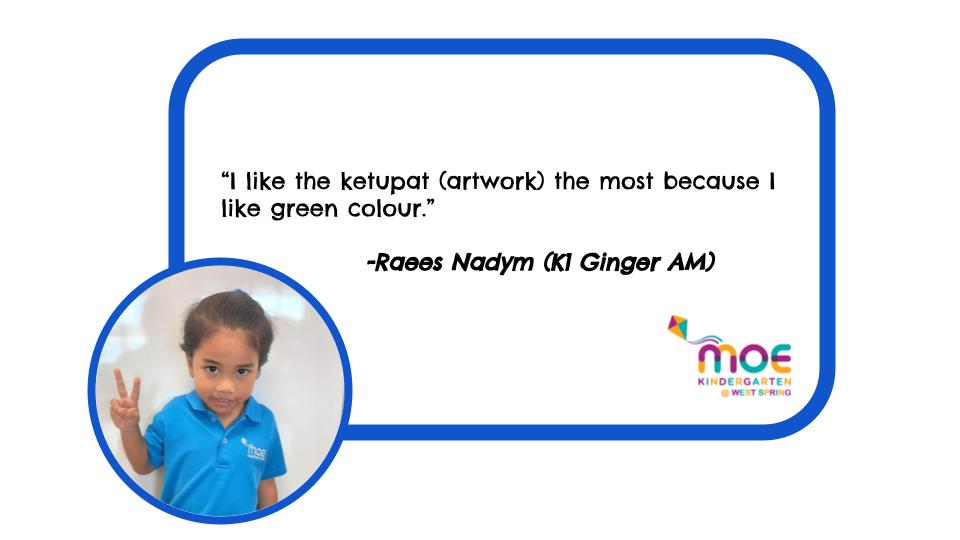 “I like the ketupat (artwork) the most because I
like green colour.”
-Raees Nadym (K1 Ginger AM)
moe
KINDERGARTEN
@ WEST SPRING
moe